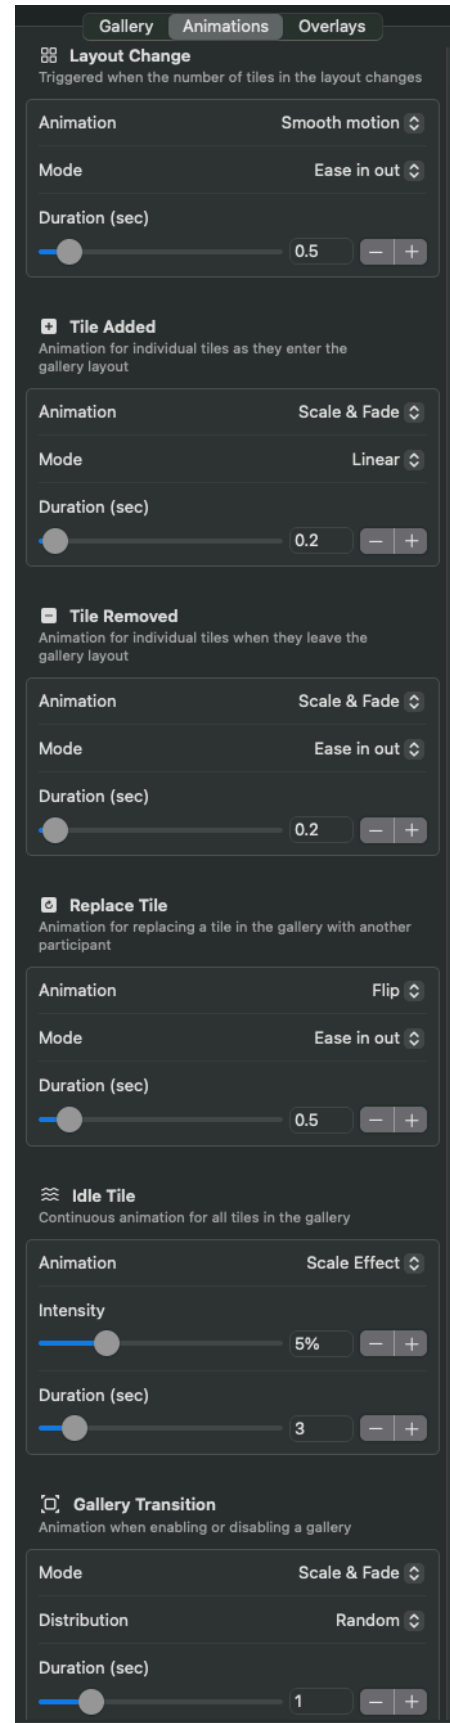 Gallery Animations Overlays
Layout Change
Triggered when the number of tiles in the layout changes
Animation Smooth motion
Mode Ease in out
Duration (sec)
0.5 − +
Tile Added
Animation for individual tiles as they enter the
gallery layout
Animation Scale & Fade
Mode Linear
Duration (sec)
0.2 − +
Tile Removed
Animation for individual tiles when they leave the
gallery layout
Animation Scale & Fade
Mode Ease in out
Duration (sec)
0.2 − +
Replace Tile
Animation for replacing a tile in the gallery with another
participant
Animation Flip
Mode Ease in out
Duration (sec)
0.5 − +
Idle Tile
Continuous animation for all tiles in the gallery
Animation Scale Effect
Intensity
5% − +
Duration (sec)
3 − +
Gallery Transition
Animation when enabling or disabling a gallery
Mode Scale & Fade
Distribution Random
Duration (sec)
1 − +